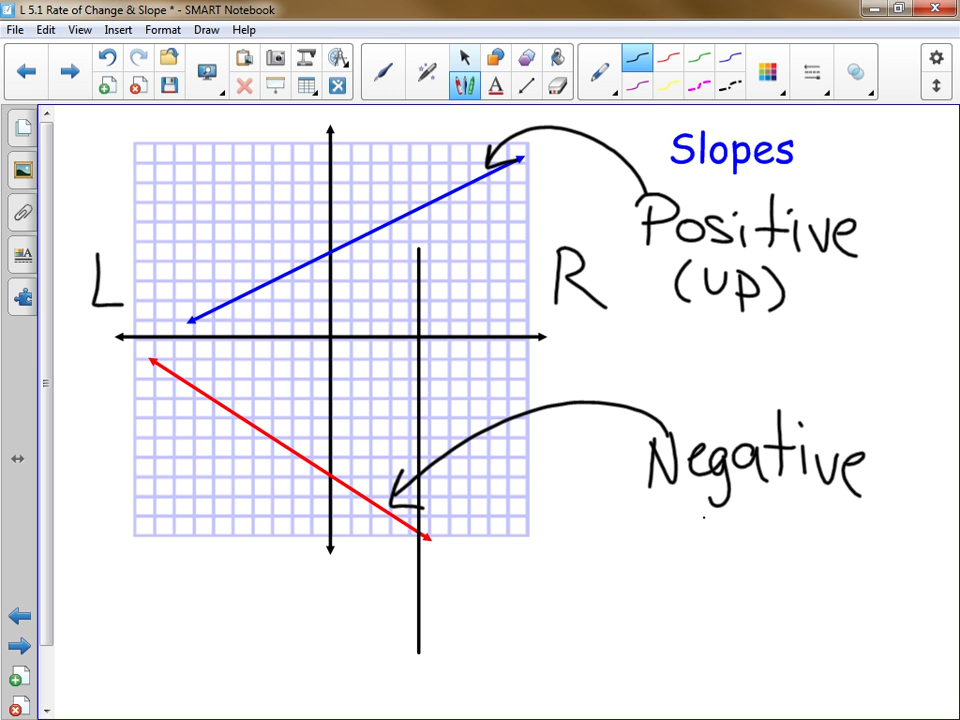 L 5.1 Rate of Change & Slope * - SMART Notebook
File Edit View Insert Format Draw Help
Slopes
Positive
(up)
L
R
Negative